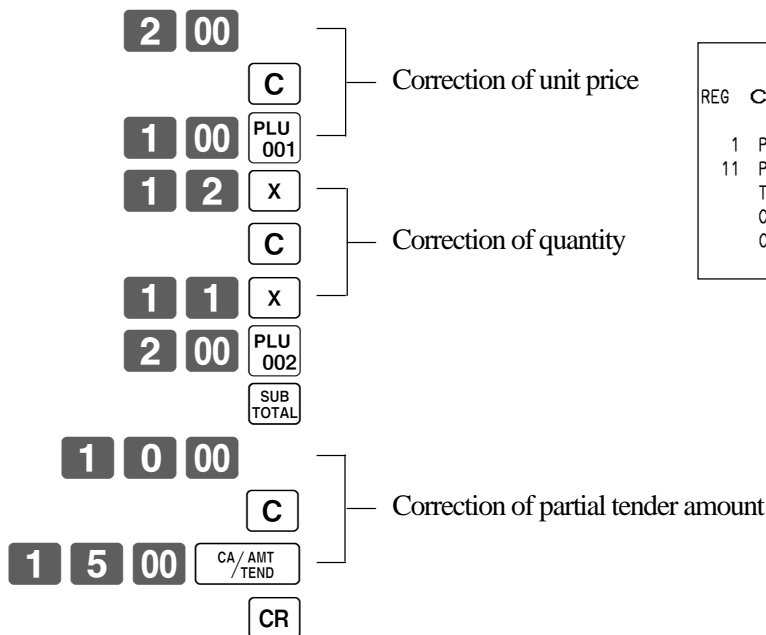 2 00
C
Correction of unit price
1 00 PLU 001
1 2 X
C
Correction of quantity
1 1 X
2 00 PLU 002
SUB TOTAL
1 0 00
C
Correction of partial tender amount
1 5 00 CA/AMT/TEND
CR
REG C
1 P
11 P
T
C
C